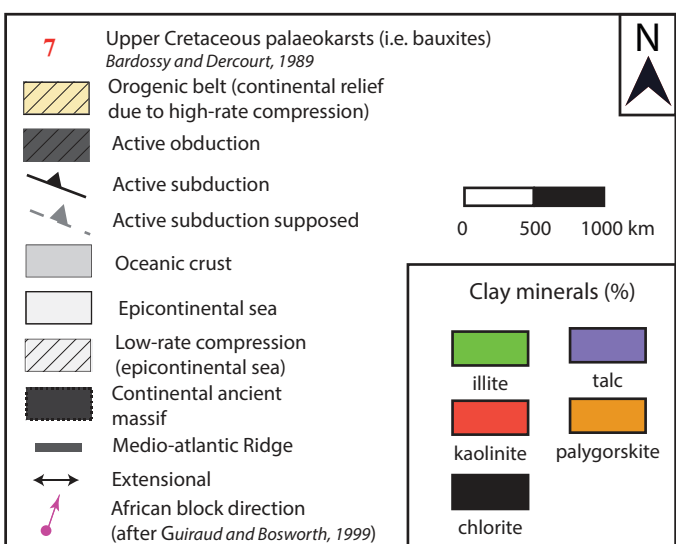 7
Upper Cretaceous palaeokarsts (i.e. bauxites)
Bardossy and Dercourt, 1989
Orogenic belt (continental relief
due to high-rate compression)
Active obduction
Active subduction
Active subduction supposed
Oceanic crust
Epicontinental sea
Low-rate compression
(epicontinental sea)
Continental ancient
massif
Medio-atlantic Ridge
Extensional
African block direction
(after Guiraud and Bosworth, 1999)
N
0 500 1000 km
Clay minerals (%)
illite
talc
kaolinite
palygorskite
chlorite